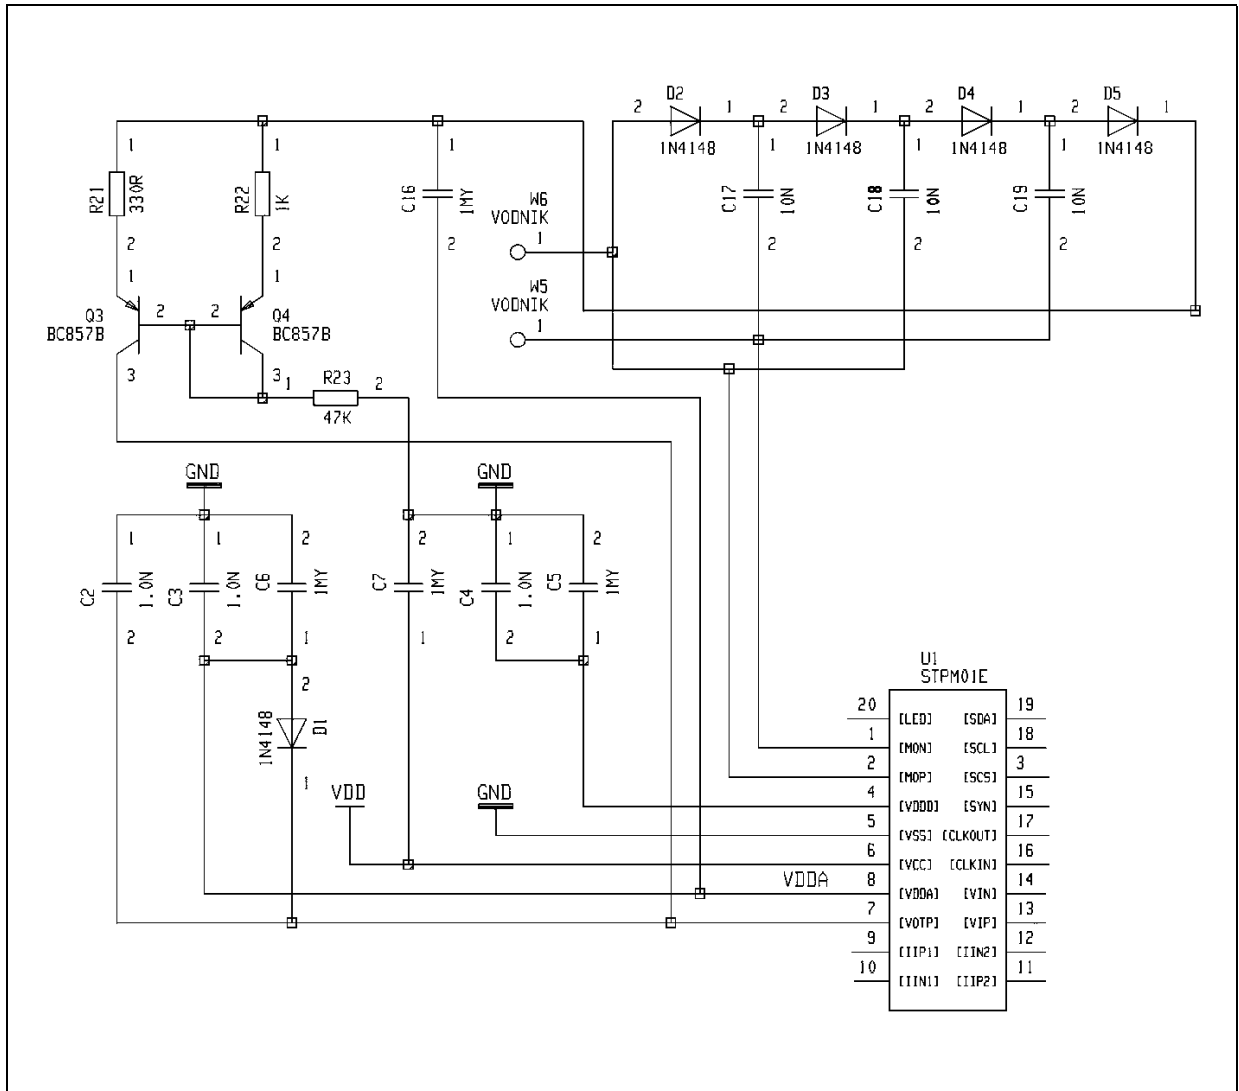 D2 D3 D4 D5
2 1 2 1 2 1 2 1
1N4148 1N4148 1N4148 1N4148
1 1 1 1 1 1
R21 330R R22 1K C16 1MY C17 10N C18 10N C19 10N
W6
VODNIK
1
2 2 2 2 2 2
1 1
W5
VODNIK
1
Q3 2 2 Q4
BC857B BC857B
3 3
R23
1 2
47K
GND GND
1 1 2 2 1 2
C2 1.0N C3 1.0N C6 1MY C7 1MY C4 1.0N C5 1MY
2 2 1 1 2 1
2
1N4148 D1
1
VDD GND
VDDA
U1
STPM01E
20 [LED] [SDA] 19
1 [MON] [SCL] 18
2 [MOP] [SCS] 3
4 [VDDD] [SYN] 15
5 [VSS] [CLKOUT] 17
6 [VCC] [CLKIN] 16
8 [VDDA] [VIN] 14
7 [VOTP] [VIP] 13
9 [IIP1] [IIN2] 12
10 [IIN1] [IIP2] 11